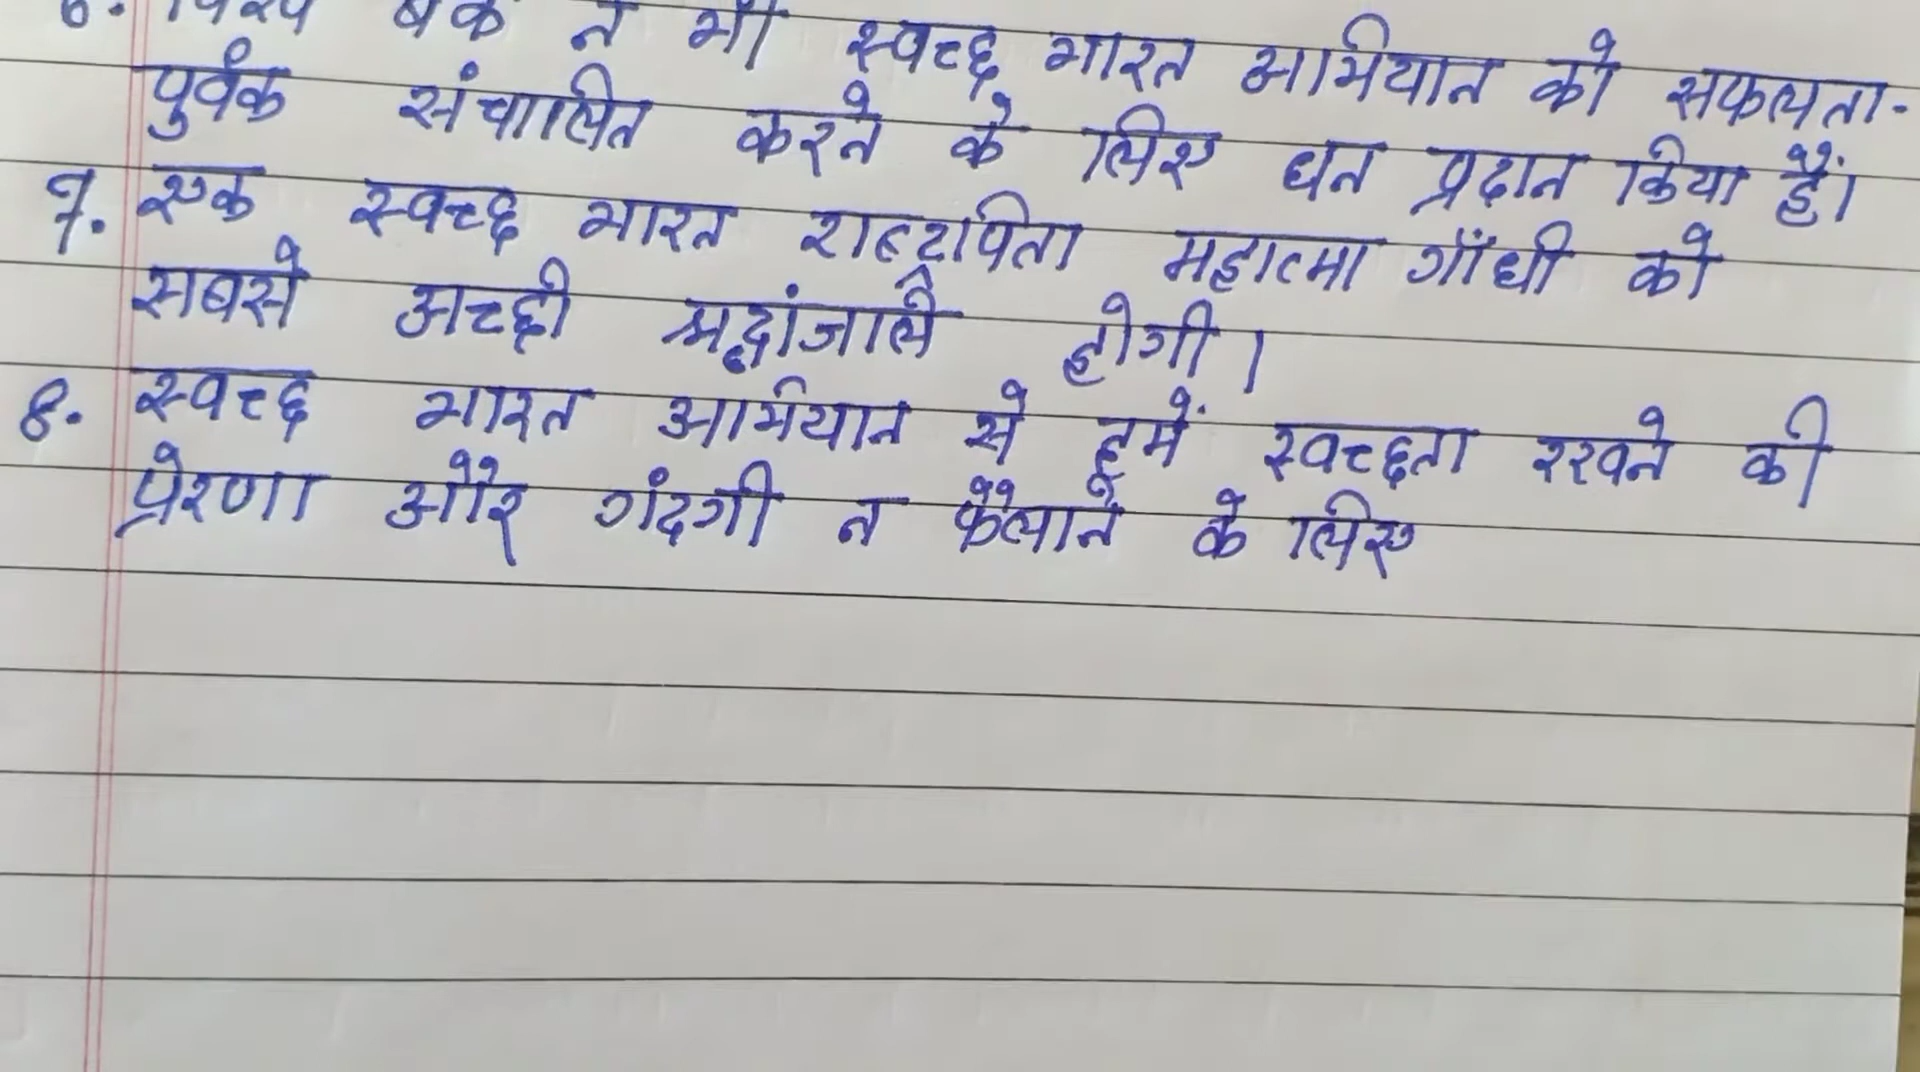 6. विश्व बैंक ने भी स्वच्छ भारत अभियान को सफलता-
पुर्वक संचालित करने के लिए धन प्रदान किया हैं।
7. एक स्वच्छ भारत राष्ट्रपिता महात्मा गाँधी को
सबसे अच्छी श्रद्धांजलि होगी।
8. स्वच्छ भारत अभियान से हमें स्वच्छता रखने की
प्रेरणा और गंदगी न फैलाने के लिए